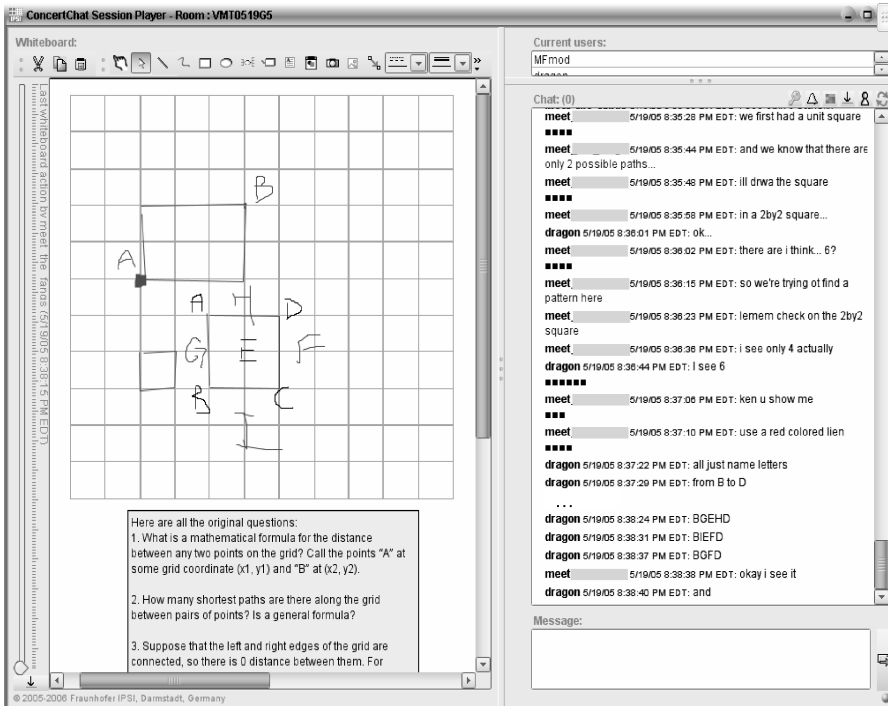 ConcertChat Session Player - Room : VMT0519G5
Whiteboard:
Last whiteboard action by meet the fangs (5/19/05 8:38:15 PM EDT)
B
A
A H D
G E F
B C
I
Here are all the original questions:
1. What is a mathematical formula for the distance
between any two points on the grid? Call the points "A" at
some grid coordinate (x1, y1) and "B" at (x2, y2).
2. How many shortest paths are there along the grid
between pairs of points? Is a general formula?
3. Suppose that the left and right edges of the grid are
connected, so there is 0 distance between them. For
© 2005-2006 Fraunhofer IPSI, Darmstadt, Germany
Current users:
MFmod
dragon
Chat: (0)
meet 5/19/05 8:35:28 PM EDT: we first had a unit square
meet 5/19/05 8:35:44 PM EDT: and we know that there are
only 2 possible paths...
meet 5/19/05 8:35:48 PM EDT: ill drwa the square
meet 5/19/05 8:35:58 PM EDT: in a 2by2 square...
dragon 5/19/05 8:36:01 PM EDT: ok...
meet 5/19/05 8:36:02 PM EDT: there are i think... 6?
meet 5/19/05 8:36:15 PM EDT: so we're trying ot find a
pattern here
meet 5/19/05 8:36:23 PM EDT: lemem check on the 2by2
square
meet 5/19/05 8:36:36 PM EDT: i see only 4 actually
dragon 5/19/05 8:36:44 PM EDT: I see 6
meet 5/19/05 8:37:06 PM EDT: ken u show me
meet 5/19/05 8:37:10 PM EDT: use a red colored lien
dragon 5/19/05 8:37:22 PM EDT: all just name letters
dragon 5/19/05 8:37:29 PM EDT: from B to D
...
dragon 5/19/05 8:38:24 PM EDT: BGEHD
dragon 5/19/05 8:38:31 PM EDT: BIEFD
dragon 5/19/05 8:38:37 PM EDT: BGFD
meet 5/19/05 8:38:38 PM EDT: okay i see it
dragon 5/19/05 8:38:40 PM EDT: and
Message: